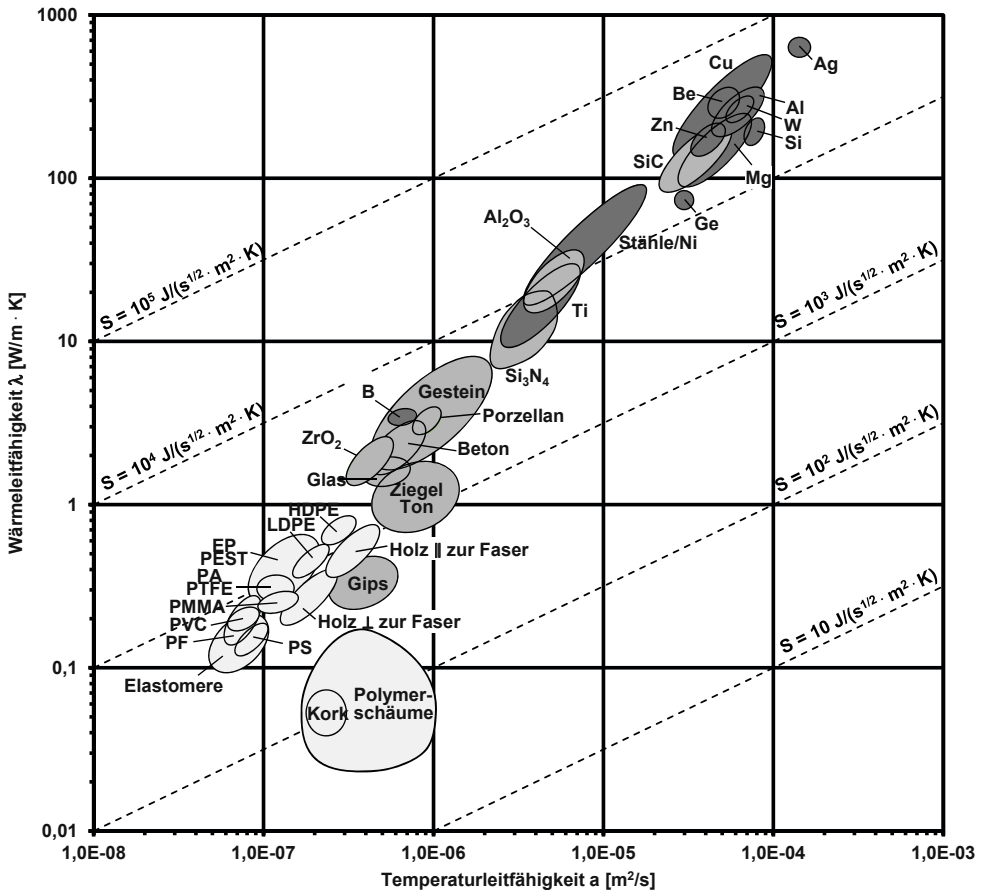 1000
100
10
1
0,1
0,01
Wärmeleitfähigkeit λ [W/m · K]
Ag
Cu
Be
Al
W
Zn
Si
SiC
Mg
Ge
Al₂O₃
Stähle/Ni
S = 10⁵ J/(s^1/2 · m² · K)
S = 10³ J/(s^1/2 · m² · K)
Ti
Si₃N₄
B
Gestein
Porzellan
ZrO₂
Beton
S = 10⁴ J/(s^1/2 · m² · K)
S = 10² J/(s^1/2 · m² · K)
Glas
Ziegel
Ton
HDPE
LDPE
EP
PEST
Holz || zur Faser
PA
PTFE
Gips
PMMA
PVC
Holz ⊥ zur Faser
PF
PS
S = 10 J/(s^1/2 · m² · K)
Elastomere
Polymer-
schäume
Kork
1,0E-08
1,0E-07
1,0E-06
1,0E-05
1,0E-04
1,0E-03
Temperaturleitfähigkeit a [m²/s]